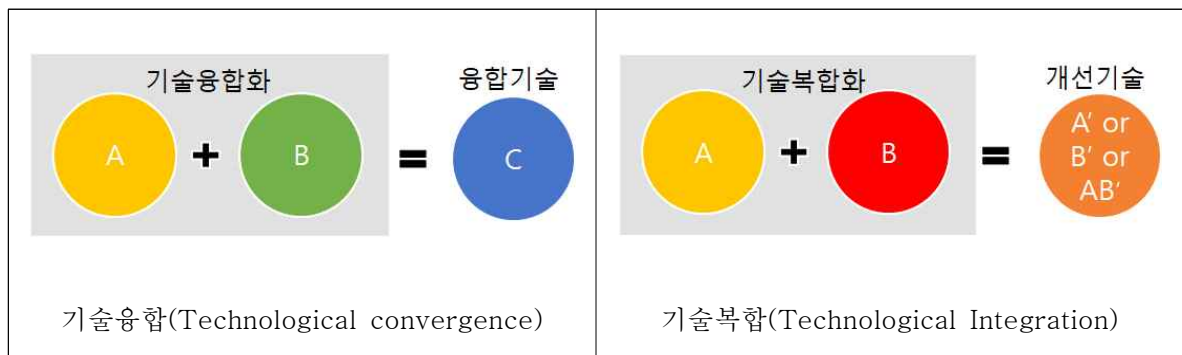 기술융합화
A + B = C
융합기술
기술융합(Technological convergence)
기술복합화
A + B =
개선기술
A′ or
B′ or
AB′
기술복합(Technological Integration)